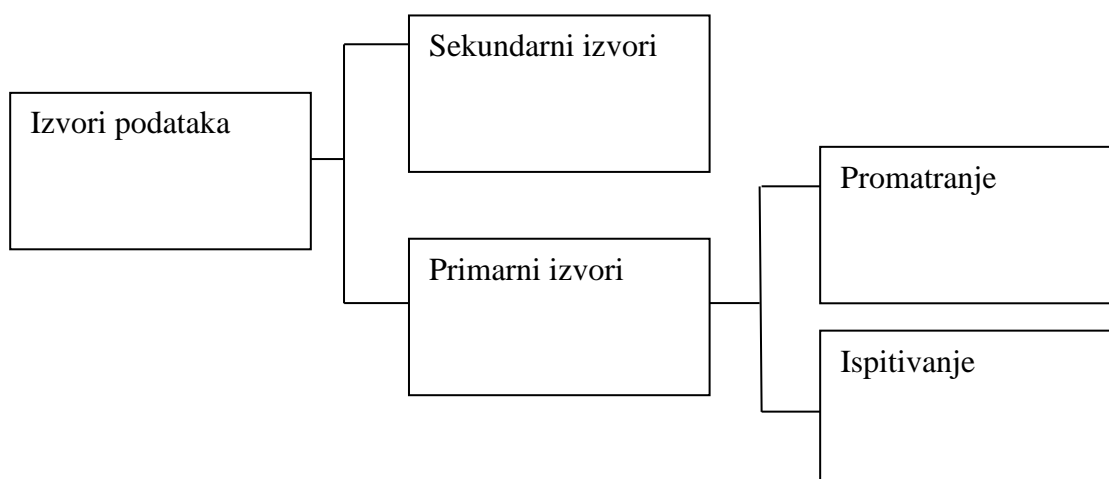 Izvori podataka
Sekundarni izvori
Primarni izvori
Promatranje
Ispitivanje